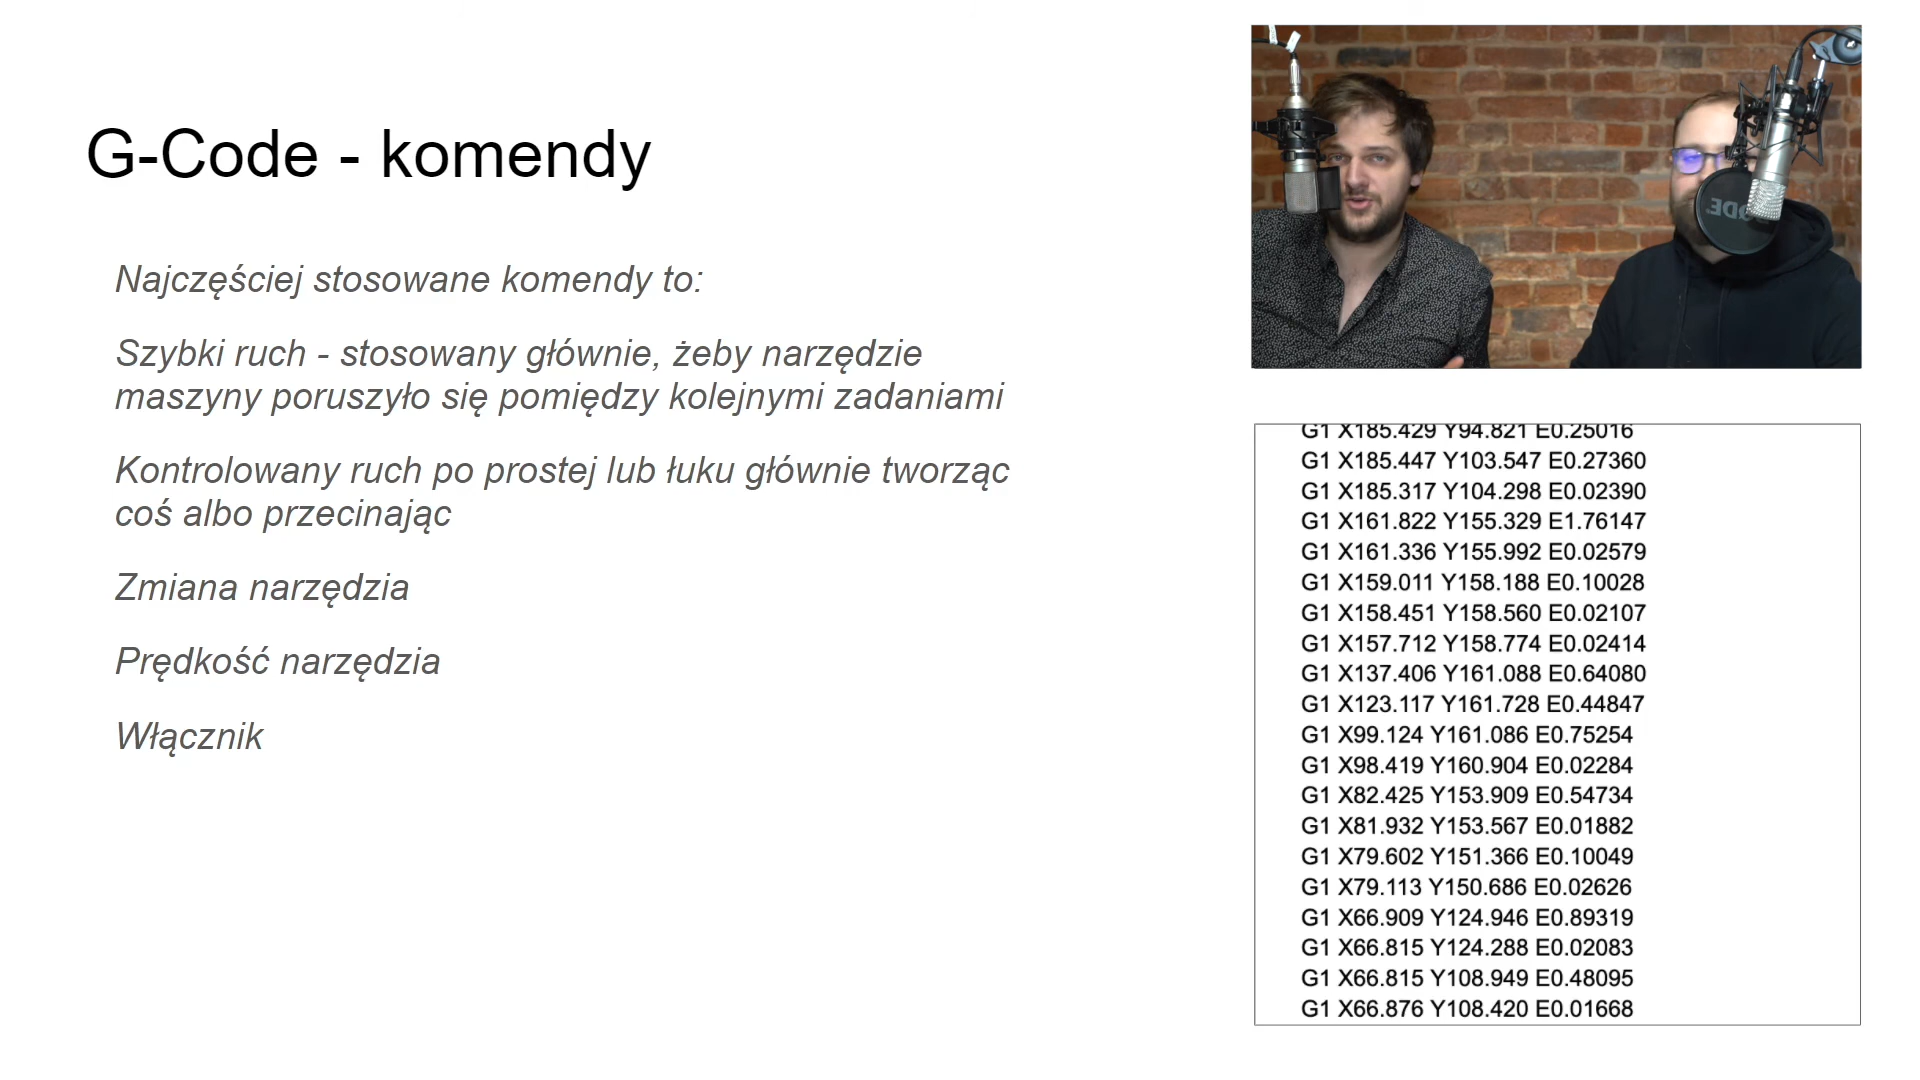 G-Code - komendy
Najczęściej stosowane komendy to:
Szybki ruch - stosowany głównie, żeby narzędzie
maszyny poruszyło się pomiędzy kolejnymi zadaniami
Kontrolowany ruch po prostej lub łuku głównie tworząc
coś albo przecinając
Zmiana narzędzia
Prędkość narzędzia
Włącznik
G1 X185.429 Y94.821 E0.25016
G1 X185.447 Y103.547 E0.27360
G1 X185.317 Y104.298 E0.02390
G1 X161.822 Y155.329 E1.76147
G1 X161.336 Y155.992 E0.02579
G1 X159.011 Y158.188 E0.10028
G1 X158.451 Y158.560 E0.02107
G1 X157.712 Y158.774 E0.02414
G1 X137.406 Y161.088 E0.64080
G1 X123.117 Y161.728 E0.44847
G1 X99.124 Y161.086 E0.75254
G1 X98.419 Y160.904 E0.02284
G1 X82.425 Y153.909 E0.54734
G1 X81.932 Y153.567 E0.01882
G1 X79.602 Y151.366 E0.10049
G1 X79.113 Y150.686 E0.02626
G1 X66.909 Y124.946 E0.89319
G1 X66.815 Y124.288 E0.02083
G1 X66.815 Y108.949 E0.48095
G1 X66.876 Y108.420 E0.01668